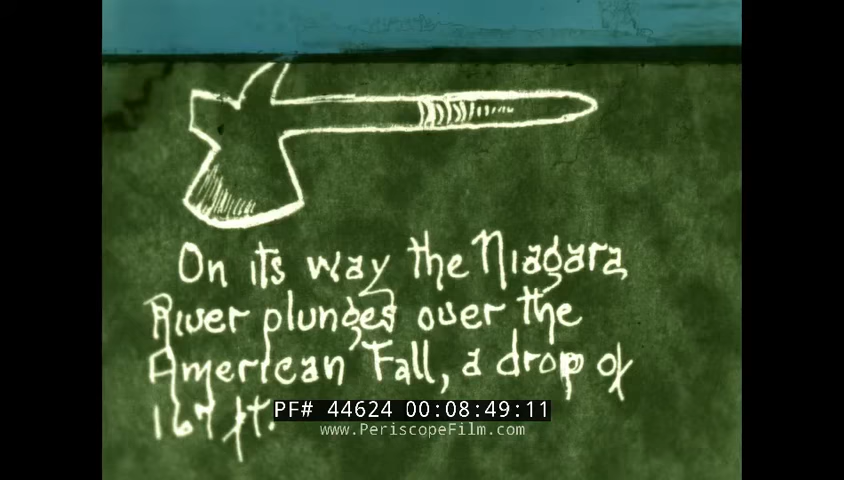 On its way the Niagara
River plunges over the
American Fall, a drop of
167 ft.
PF# 44624 00:08:49:11
www.PeriscopeFilm.com